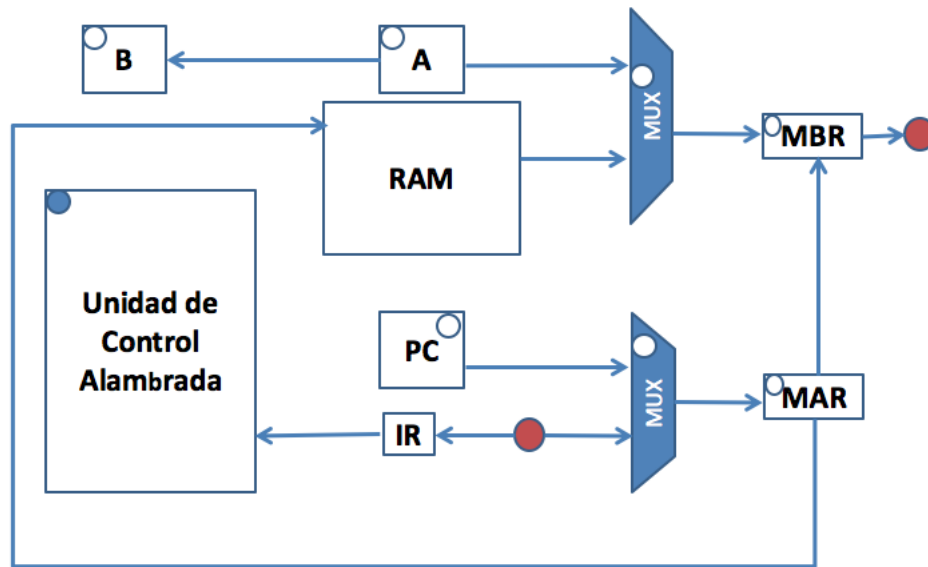 B
A
MUX
MBR
RAM
Unidad de
Control
Alambrada
PC
MUX
MAR
IR